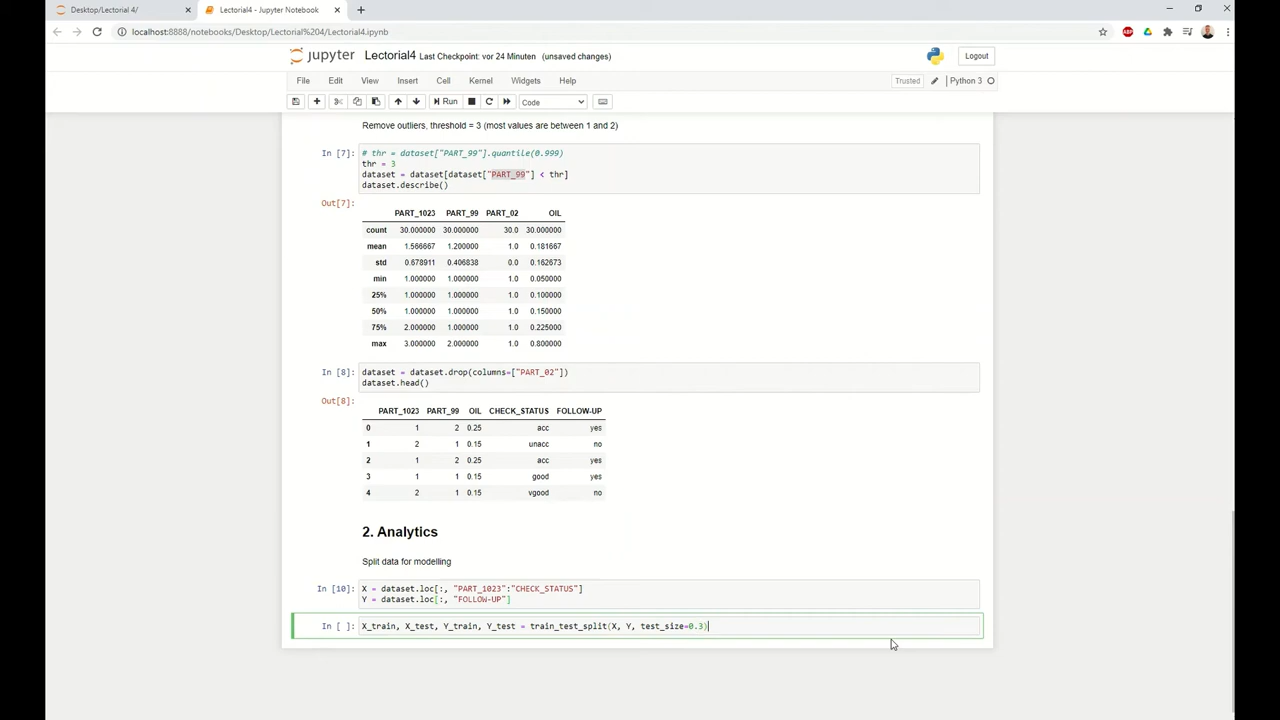 Desktop/Lectorial 4/
Lectorial4 - Jupyter Notebook
localhost:8888/notebooks/Desktop/Lectorial%204/Lectorial4.ipynb
ABP
jupyter Lectorial4 Last Checkpoint: vor 24 Minuten (unsaved changes)
Logout
File Edit View Insert Cell Kernel Widgets Help
Trusted Python 3
Run Code
Remove outliers, threshold = 3 (most values are between 1 and 2)
In [7]: # thr = dataset["PART_99"].quantile(0.999)
thr = 3
dataset = dataset[dataset["PART_99"] < thr]
dataset.describe()
Out[7]:
PART_1023 PART_99 PART_02 OIL
count 30.000000 30.000000 30.0 30.000000
mean 1.566667 1.200000 1.0 0.181667
std 0.678911 0.406838 0.0 0.162673
min 1.000000 1.000000 1.0 0.050000
25% 1.000000 1.000000 1.0 0.100000
50% 1.000000 1.000000 1.0 0.150000
75% 2.000000 1.000000 1.0 0.225000
max 3.000000 2.000000 1.0 0.800000
In [8]: dataset = dataset.drop(columns=["PART_02"])
dataset.head()
Out[8]:
PART_1023 PART_99 OIL CHECK_STATUS FOLLOW-UP
0 1 2 0.25 acc yes
1 2 1 0.15 unacc no
2 1 2 0.25 acc yes
3 1 1 0.15 good yes
4 2 1 0.15 vgood no
2. Analytics
Split data for modelling
In [10]: X = dataset.loc[:, "PART_1023":"CHECK_STATUS"]
Y = dataset.loc[:, "FOLLOW-UP"]
In [ ]: X_train, X_test, Y_train, Y_test = train_test_split(X, Y, test_size=0.3)